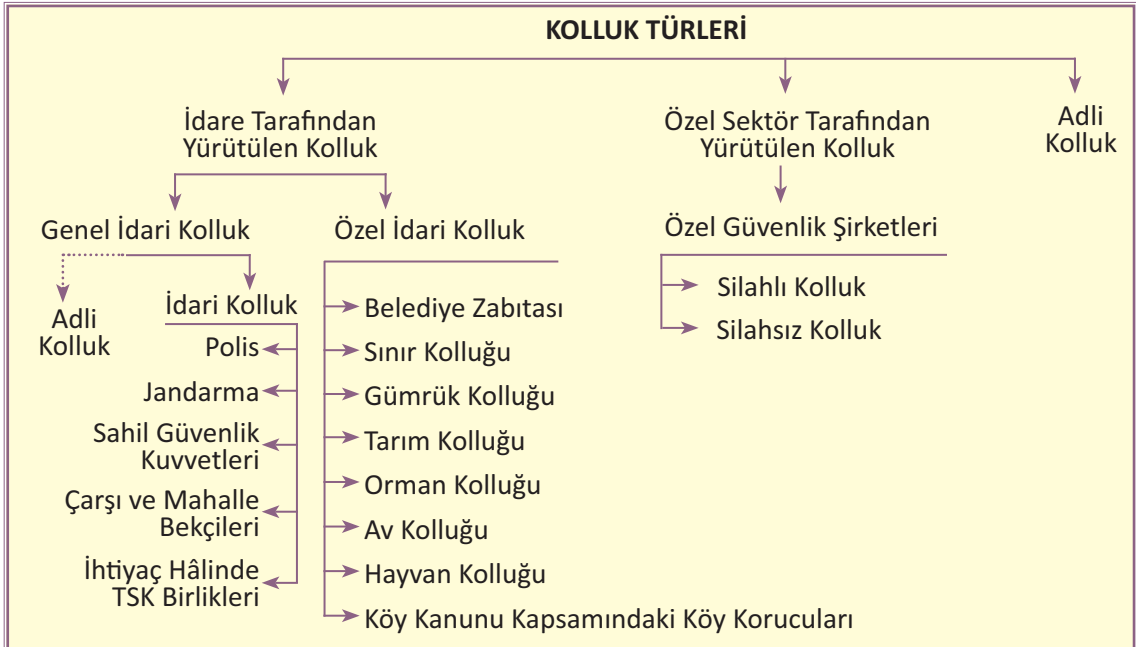 KOLLUK TÜRLERİ
İdare Tarafından
Yürütülen Kolluk
Özel Sektör Tarafından
Yürütülen Kolluk
Adli
Kolluk
Genel İdari Kolluk
Özel İdari Kolluk
Özel Güvenlik Şirketleri
Adli
Kolluk
İdari Kolluk
Polis
Jandarma
Sahil Güvenlik
Kuvvetleri
Çarşı ve Mahalle
Bekçileri
İhtiyaç Hâlinde
TSK Birlikleri
Belediye Zabıtası
Sınır Kolluğu
Gümrük Kolluğu
Tarım Kolluğu
Orman Kolluğu
Av Kolluğu
Hayvan Kolluğu
Köy Kanunu Kapsamındaki Köy Korucuları
Silahlı Kolluk
Silahsız Kolluk